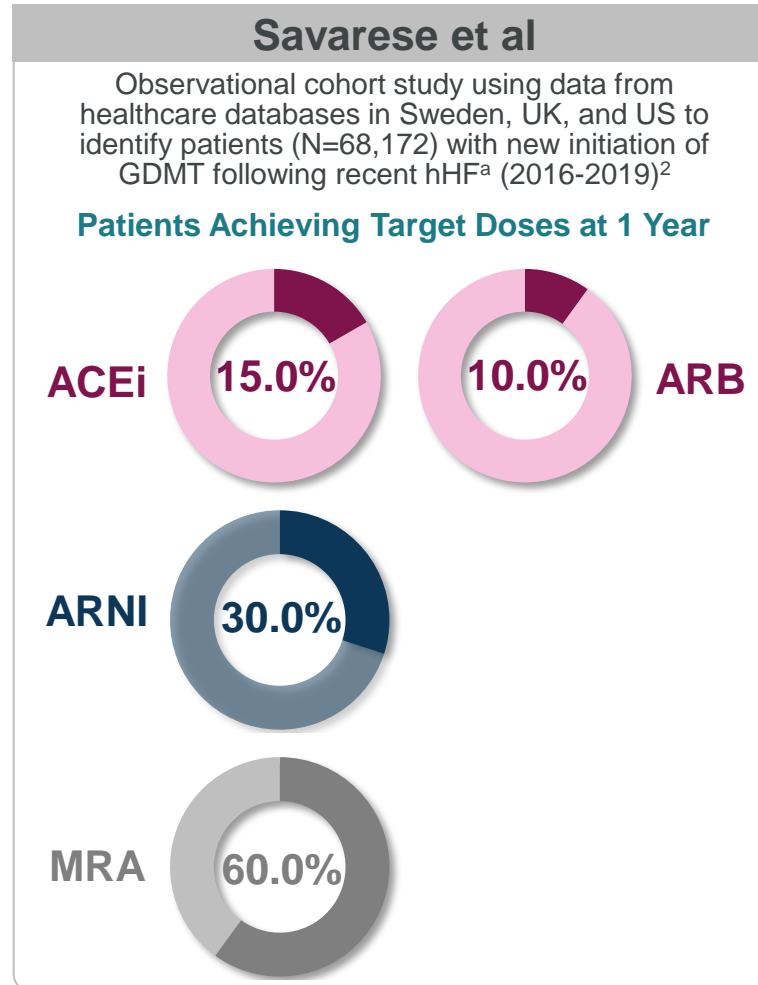 Savarese et al
Observational cohort study using data from
healthcare databases in Sweden, UK, and US to
identify patients (N=68,172) with new initiation of
GDMT following recent hHFᵃ (2016-2019)²
Patients Achieving Target Doses at 1 Year
ACEi
15.0%
10.0%
ARB
ARNI
30.0%
MRA
60.0%